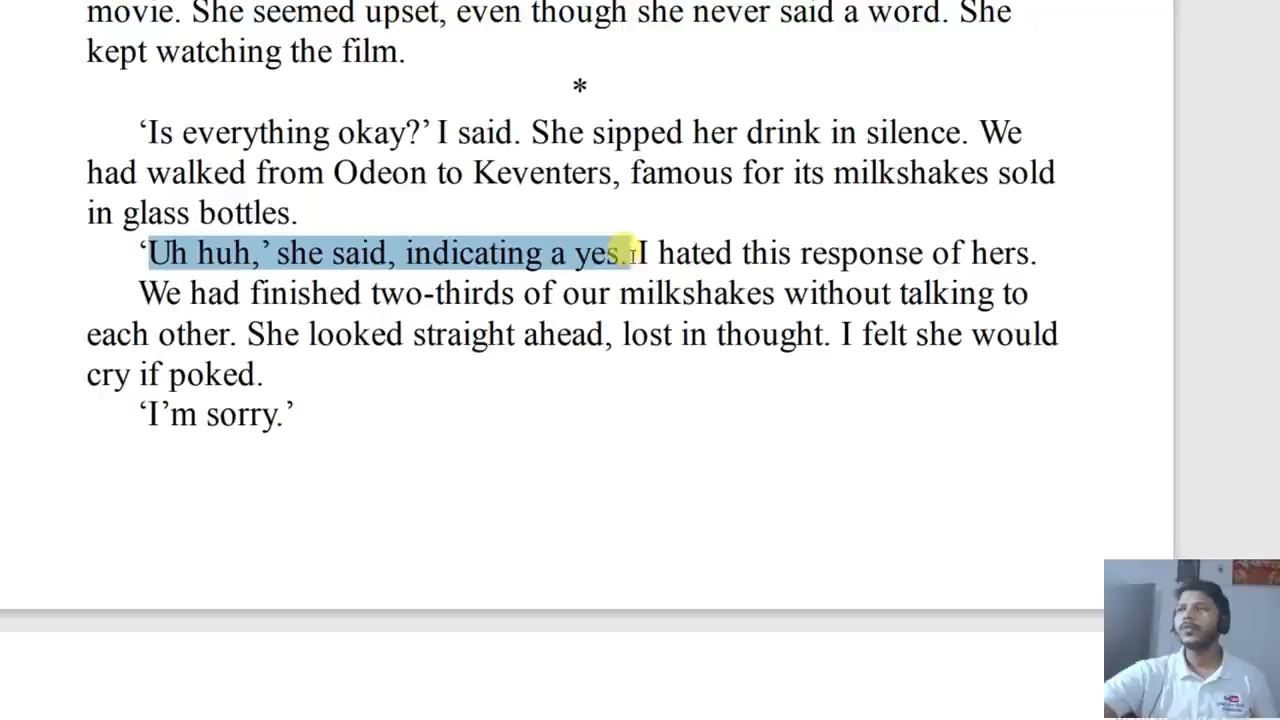 movie. She seemed upset, even though she never said a word. She
kept watching the film.
*
‘Is everything okay?’ I said. She sipped her drink in silence. We
had walked from Odeon to Keventers, famous for its milkshakes sold
in glass bottles.
‘Uh huh,’ she said, indicating a yes. I hated this response of hers.
We had finished two-thirds of our milkshakes without talking to
each other. She looked straight ahead, lost in thought. I felt she would
cry if poked.
‘I’m sorry.’